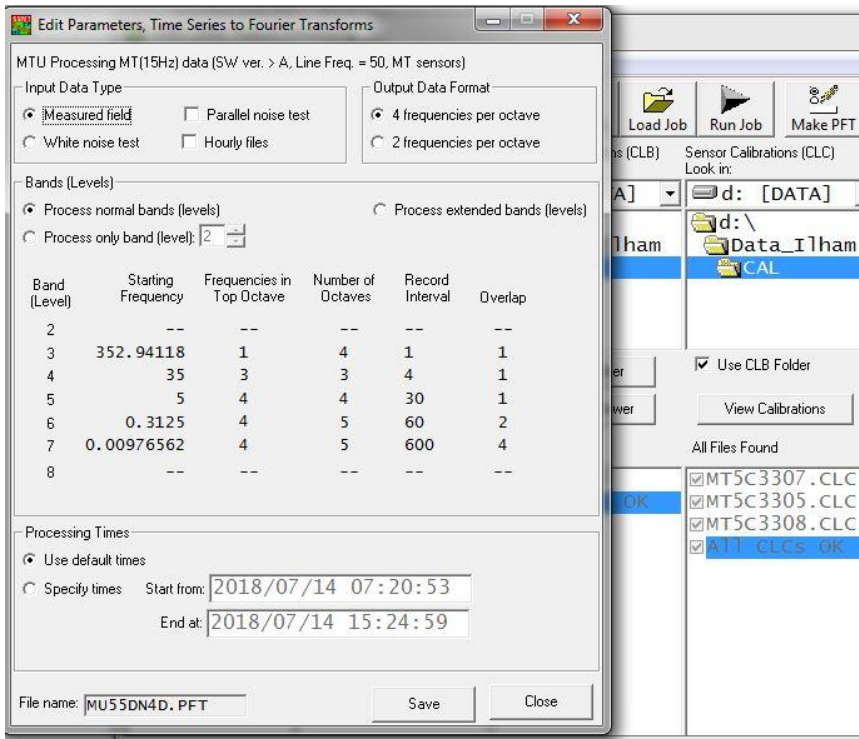 Edit Parameters, Time Series to Fourier Transforms
MTU Processing MT(15Hz) data (SW ver. > A, Line Freq. = 50, MT sensors)
Input Data Type
Measured field
Parallel noise test
White noise test
Hourly files
Output Data Format
4 frequencies per octave
2 frequencies per octave
Bands (Levels)
Process normal bands (levels)
Process extended bands (levels)
Process only band (level): 2
Band (Level) Starting Frequency Frequencies in Top Octave Number of Octaves Record Interval Overlap
2 -- -- -- -- --
3 352.94118 1 4 1 1
4 35 3 3 4 1
5 5 4 4 30 1
6 0.3125 4 5 60 2
7 0.00976562 4 5 600 4
8 -- -- -- -- --
Processing Times
Use default times
Specify times Start from: 2018/07/14 07:20:53
End at: 2018/07/14 15:24:59
File name: MU55DN4D.PFT
Save
Close
Load Job
Run Job
Make PFT
ns (CLB)
Sensor Calibrations (CLC)
Look in:
A]
d: [DATA]
d:\
lham
Data_Ilham
CAL
er
Use CLB Folder
wer
View Calibrations
All Files Found
MT5C3307.CLC
OK
MT5C3305.CLC
MT5C3308.CLC
All CLCs OK